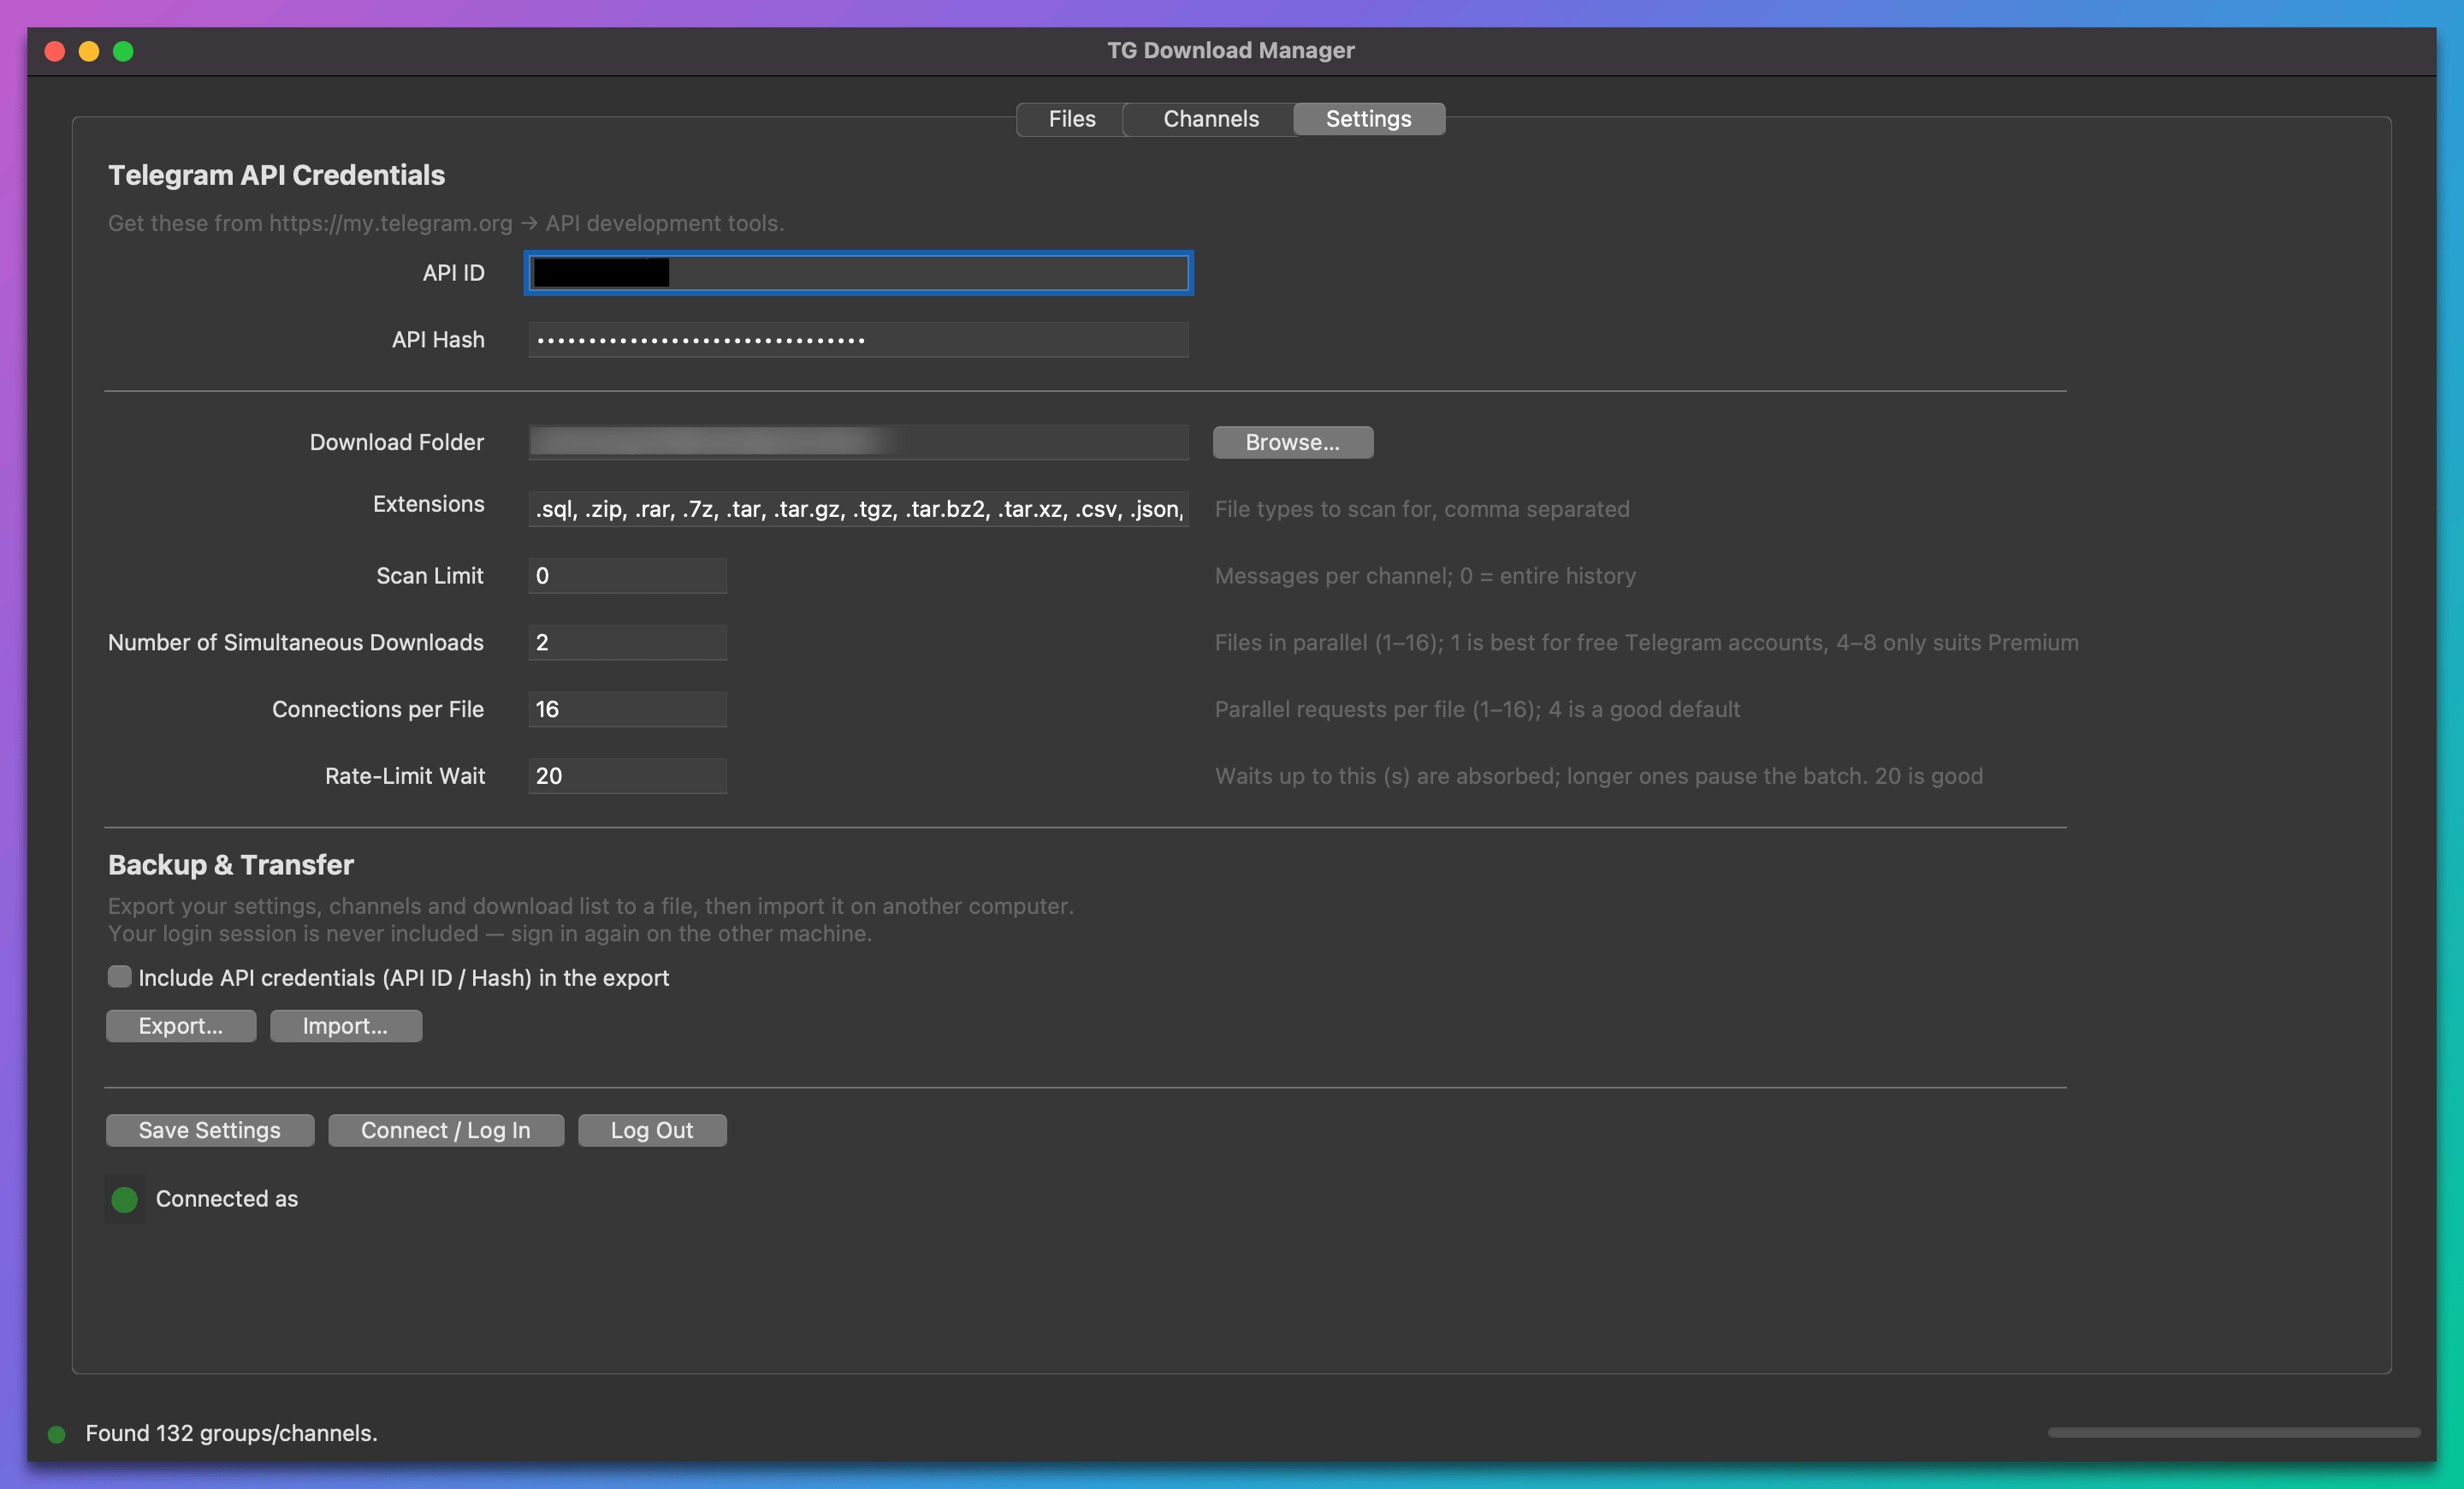 TG Download Manager
Files Channels Settings
Telegram API Credentials
Get these from https://my.telegram.org → API development tools.
API ID
API Hash ••••••••••••••••••••••••••••••••
Download Folder Browse...
Extensions .sql, .zip, .rar, .7z, .tar, .tar.gz, .tgz, .tar.bz2, .tar.xz, .csv, .json, File types to scan for, comma separated
Scan Limit 0 Messages per channel; 0 = entire history
Number of Simultaneous Downloads 2 Files in parallel (1–16); 1 is best for free Telegram accounts, 4–8 only suits Premium
Connections per File 16 Parallel requests per file (1–16); 4 is a good default
Rate-Limit Wait 20 Waits up to this (s) are absorbed; longer ones pause the batch. 20 is good
Backup & Transfer
Export your settings, channels and download list to a file, then import it on another computer.
Your login session is never included — sign in again on the other machine.
Include API credentials (API ID / Hash) in the export
Export... Import...
Save Settings Connect / Log In Log Out
Connected as
Found 132 groups/channels.